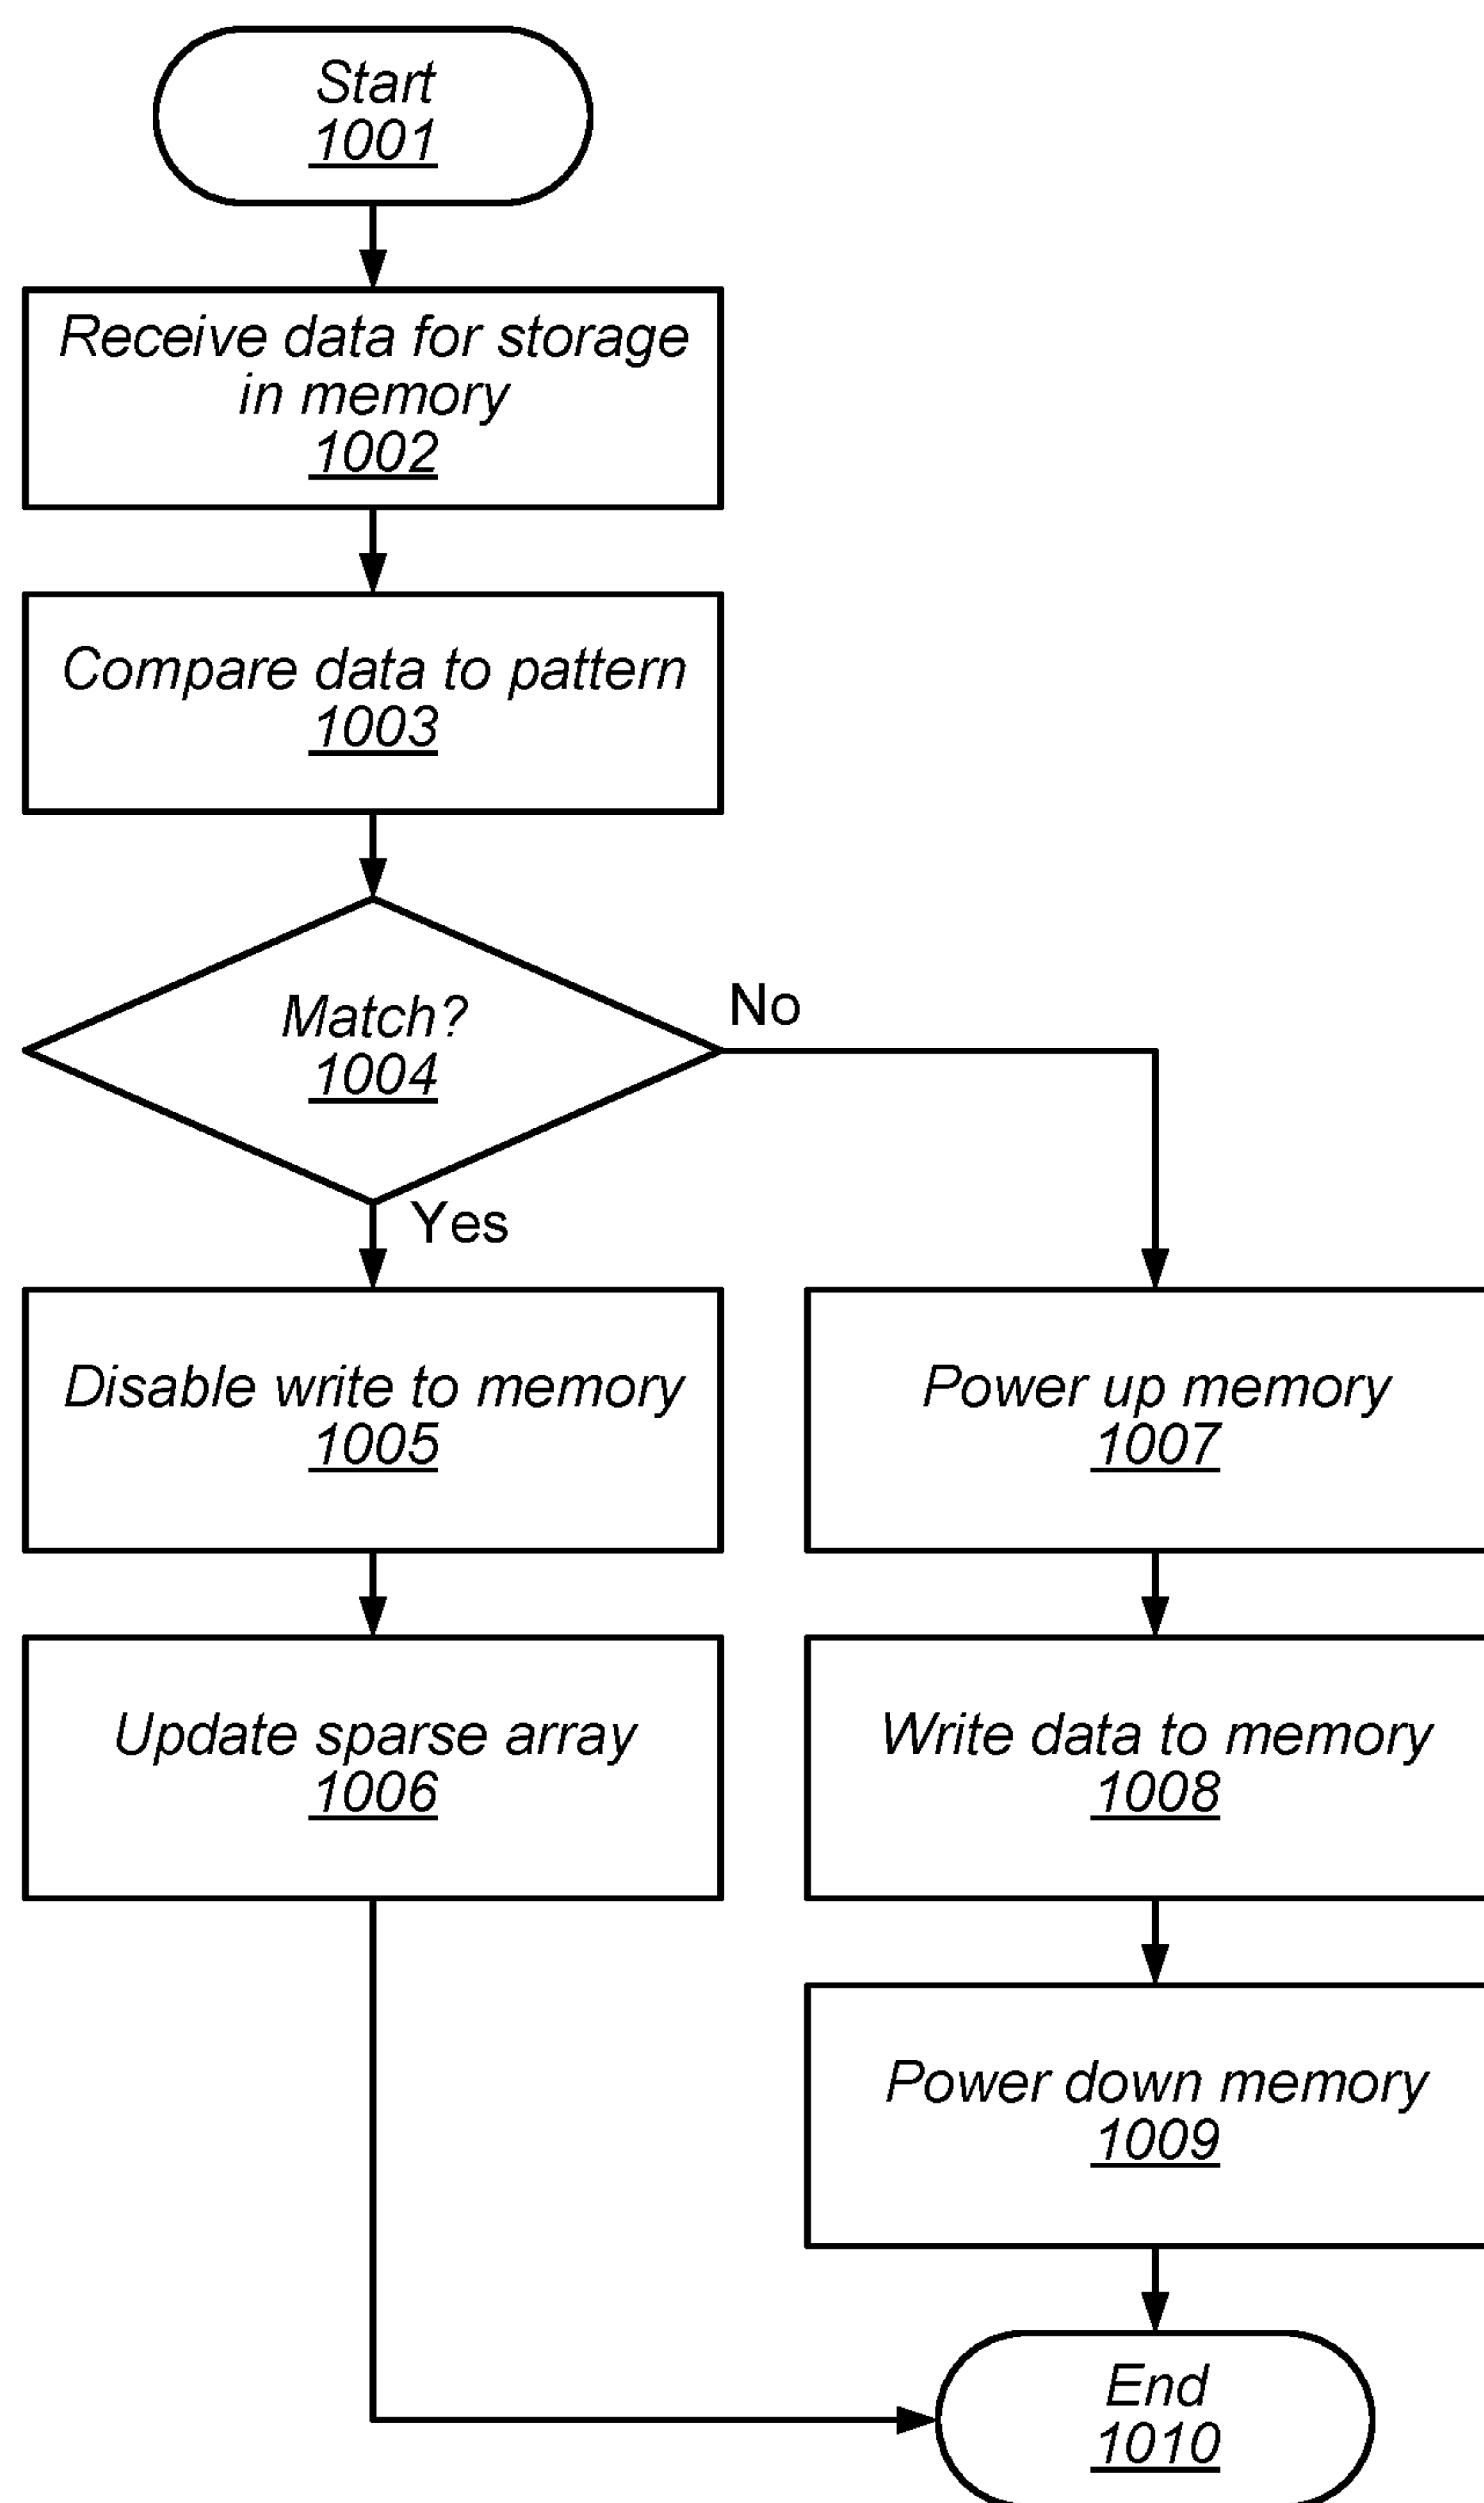 Start
1001
Receive data for storage
in memory
1002
Compare data to pattern
1003
Match?
1004
No
Yes
Disable write to memory
1005
Power up memory
1007
Update sparse array
1006
Write data to memory
1008
Power down memory
1009
End
1010